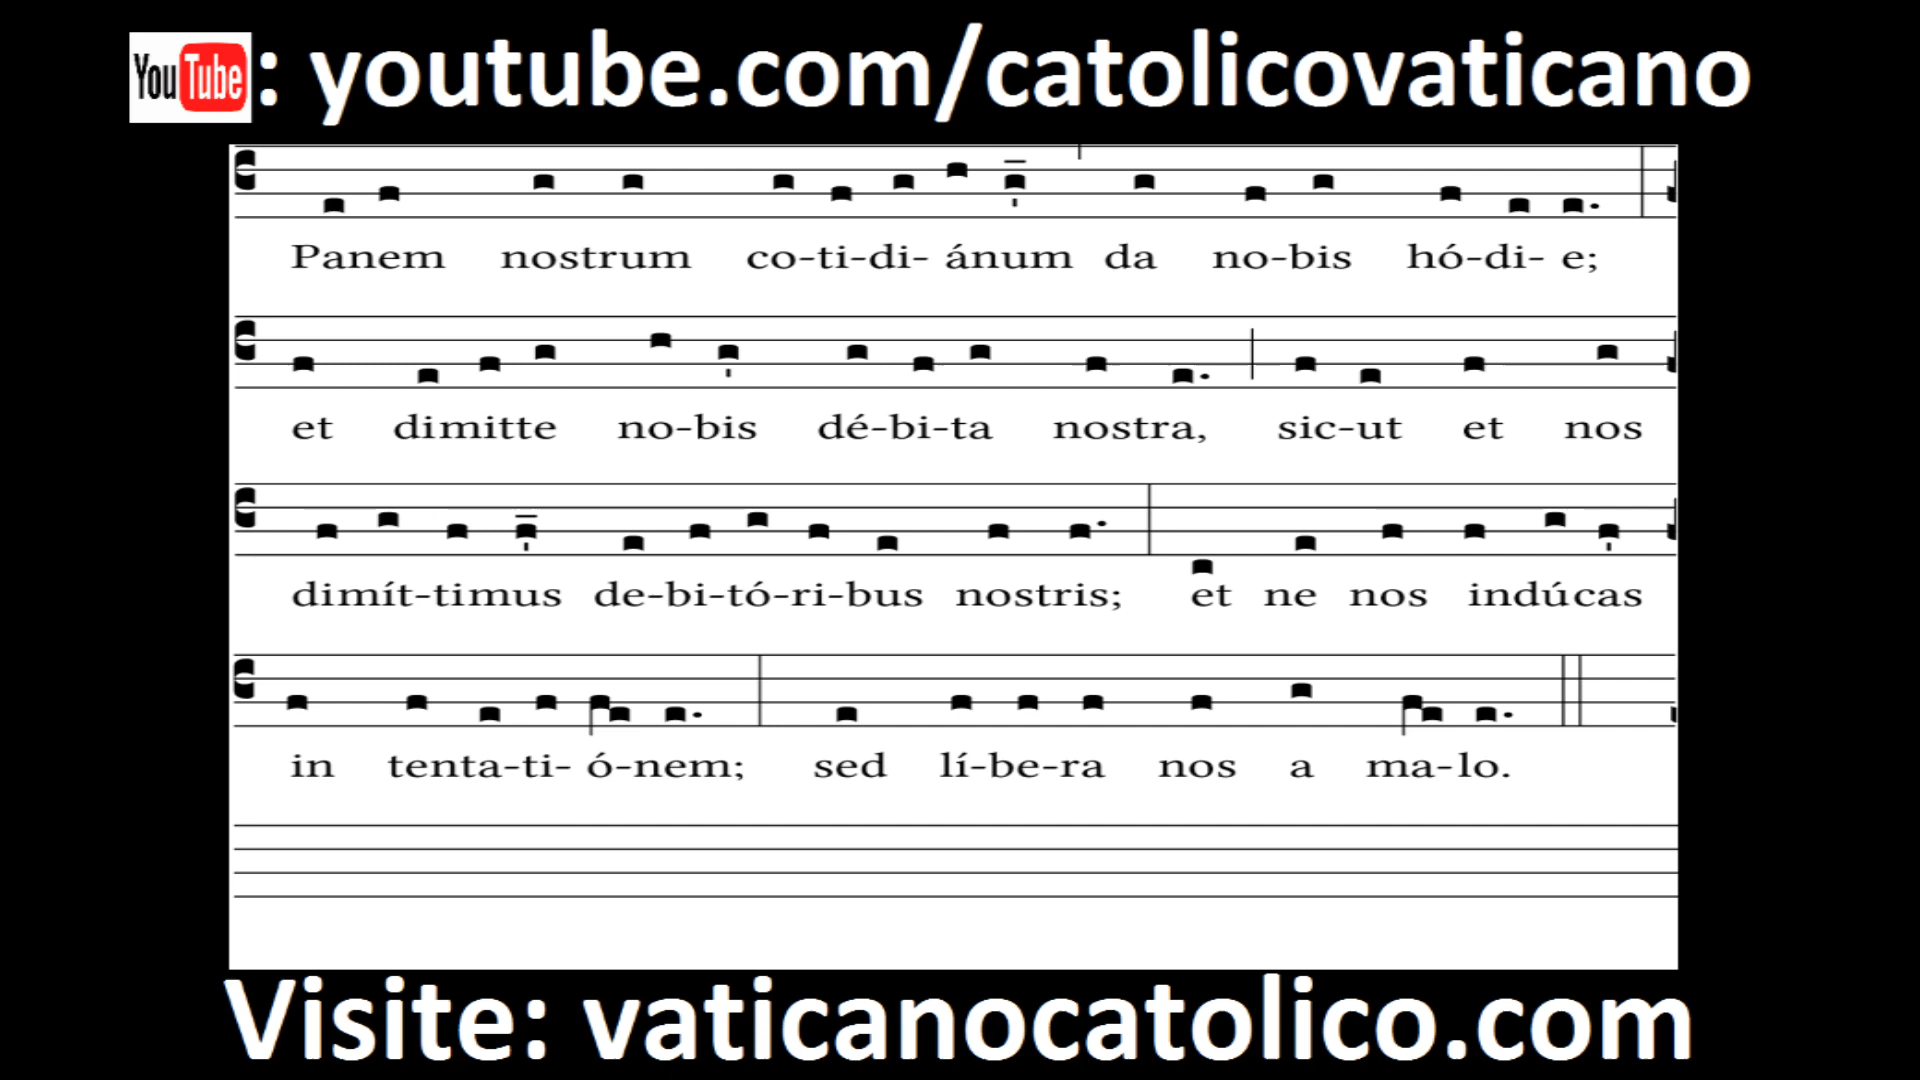 YouTube : youtube.com/catolicovaticano
Panem nostrum co-ti-di- ánum da no-bis hó-di- e;
et dimitte no-bis dé-bi-ta nostra, sic-ut et nos
dimít-timus de-bi-tó-ri-bus nostris; et ne nos indúcas
in tenta-ti- ó-nem; sed lí-be-ra nos a ma-lo.
Visite: vaticanocatolico.com